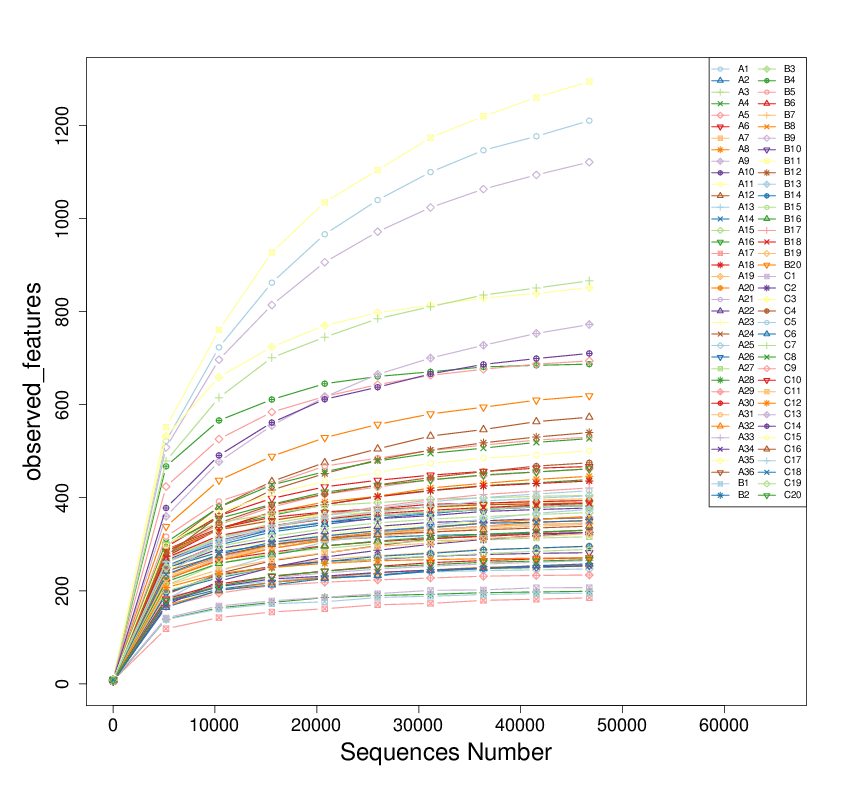 observed_features
1200
1000
800
600
400
200
0
0 10000 20000 30000 40000 50000 60000
Sequences Number
A1 B3
A2 B4
A3 B5
A4 B6
A5 B7
A6 B8
A7 B9
A8 B10
A9 B11
A10 B12
A11 B13
A12 B14
A13 B15
A14 B16
A15 B17
A16 B18
A17 B19
A18 B20
A19 C1
A20 C2
A21 C3
A22 C4
A23 C5
A24 C6
A25 C7
A26 C8
A27 C9
A28 C10
A29 C11
A30 C12
A31 C13
A32 C14
A33 C15
A34 C16
A35 C17
A36 C18
B1 C19
B2 C20